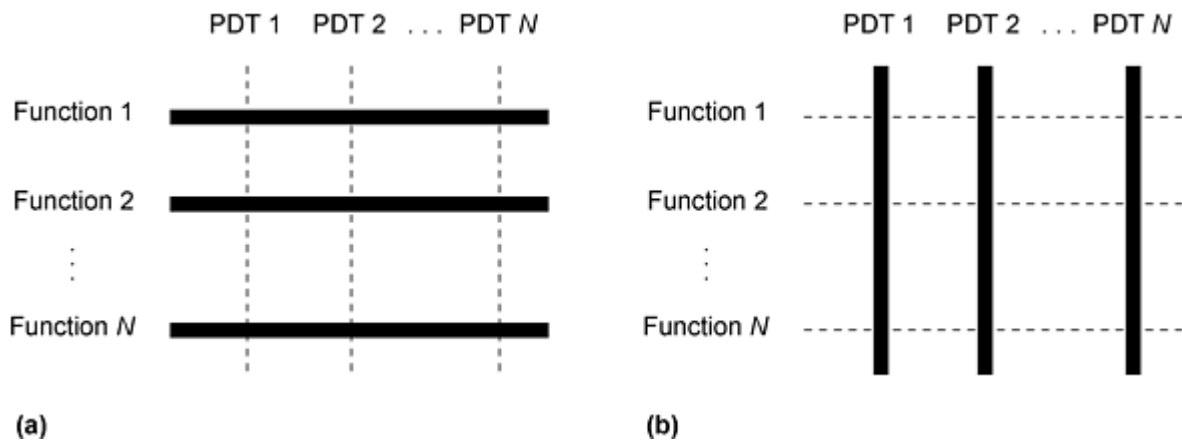 PDT 1 PDT 2 . . . PDT N
Function 1
Function 2
. . .
Function N
(a)
PDT 1 PDT 2 . . . PDT N
Function 1
Function 2
. . .
Function N
(b)